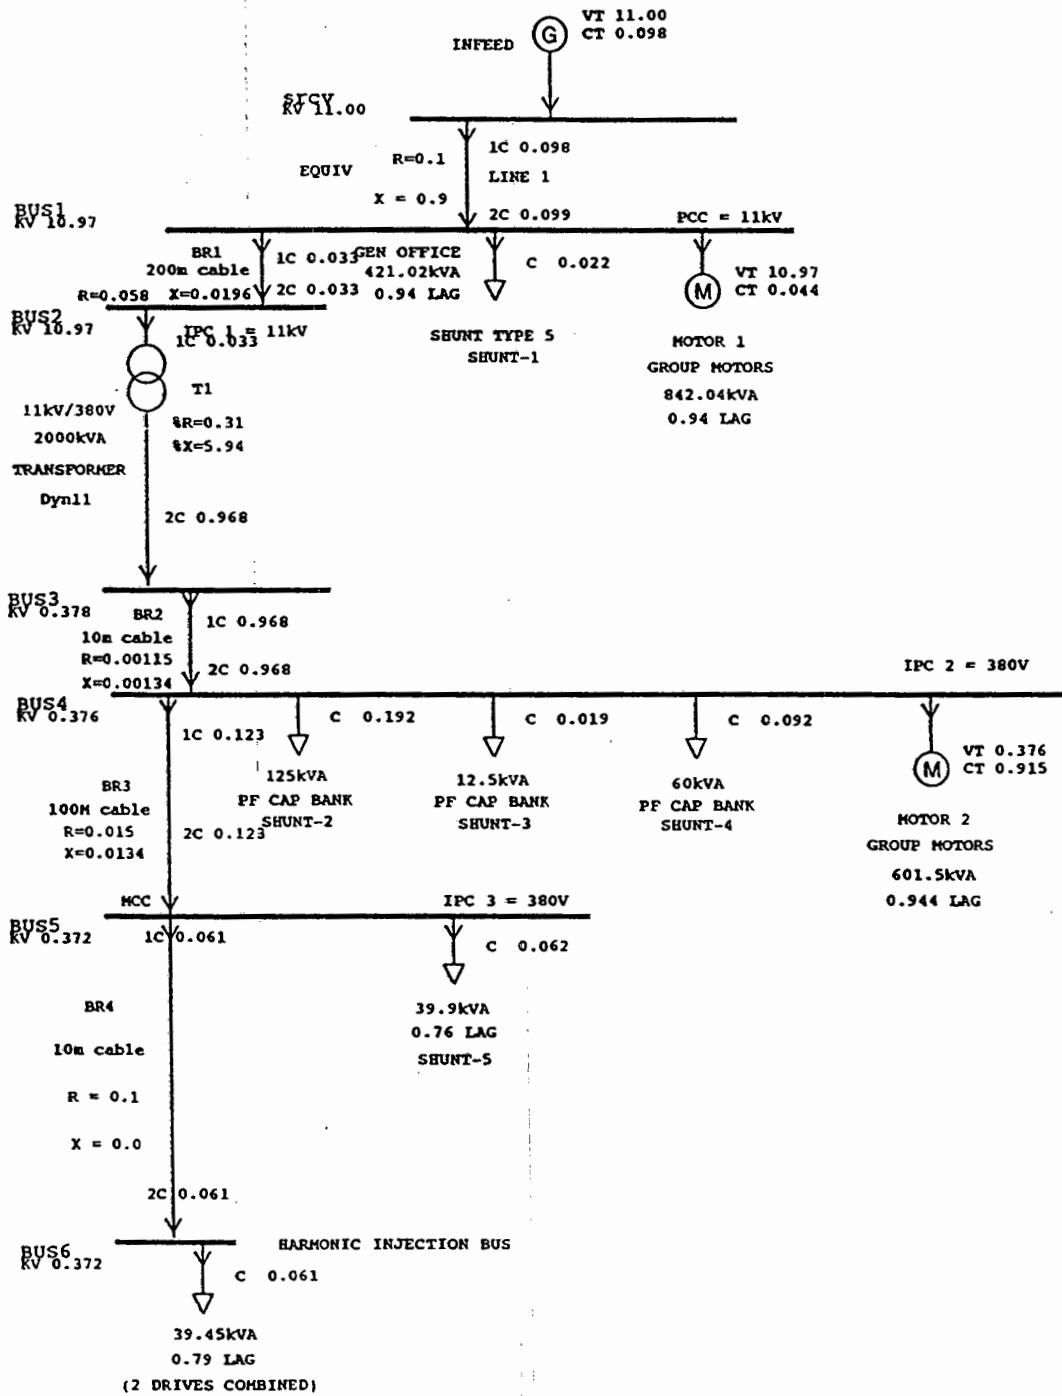 VT 11.00
G
CT 0.098
INFEED
KV 11.00
1C 0.098
R=0.1
EQUIV
LINE 1
X = 0.9
2C 0.099
PCC = 11kV
BUS1
KV 10.97
BR1
1C 0.033
GEN OFFICE
C 0.022
200m cable
421.02kVA
VT 10.97
R=0.058
X=0.0196
2C 0.033
0.94 LAG
M
CT 0.044
BUS2
KV 10.97
IPC 1 = 11kV
1C 0.033
SHUNT TYPE 5
SHUNT-1
MOTOR 1
GROUP MOTORS
842.04kVA
0.94 LAG
T1
11kV/380V
2000kVA
%R=0.31
%X=5.94
TRANSFORMER
Dyn11
2C 0.968
BUS3
KV 0.378
BR2
1C 0.968
10m cable
R=0.00115
2C 0.968
X=0.00134
IPC 2 = 380V
BUS4
KV 0.376
1C 0.123
C 0.192
C 0.019
C 0.092
VT 0.376
M
CT 0.915
BR3
125kVA
12.5kVA
60kVA
100M cable
PF CAP BANK
PF CAP BANK
PF CAP BANK
R=0.015
2C 0.123
SHUNT-2
SHUNT-3
SHUNT-4
MOTOR 2
X=0.0134
GROUP MOTORS
601.5kVA
0.944 LAG
MCC
IPC 3 = 380V
BUS5
KV 0.372
1C 0.061
C 0.062
BR4
39.9kVA
0.76 LAG
10m cable
SHUNT-5
R = 0.1
X = 0.0
2C 0.061
BUS6
KV 0.372
HARMONIC INJECTION BUS
C 0.061
39.45kVA
0.79 LAG
(2 DRIVES COMBINED)